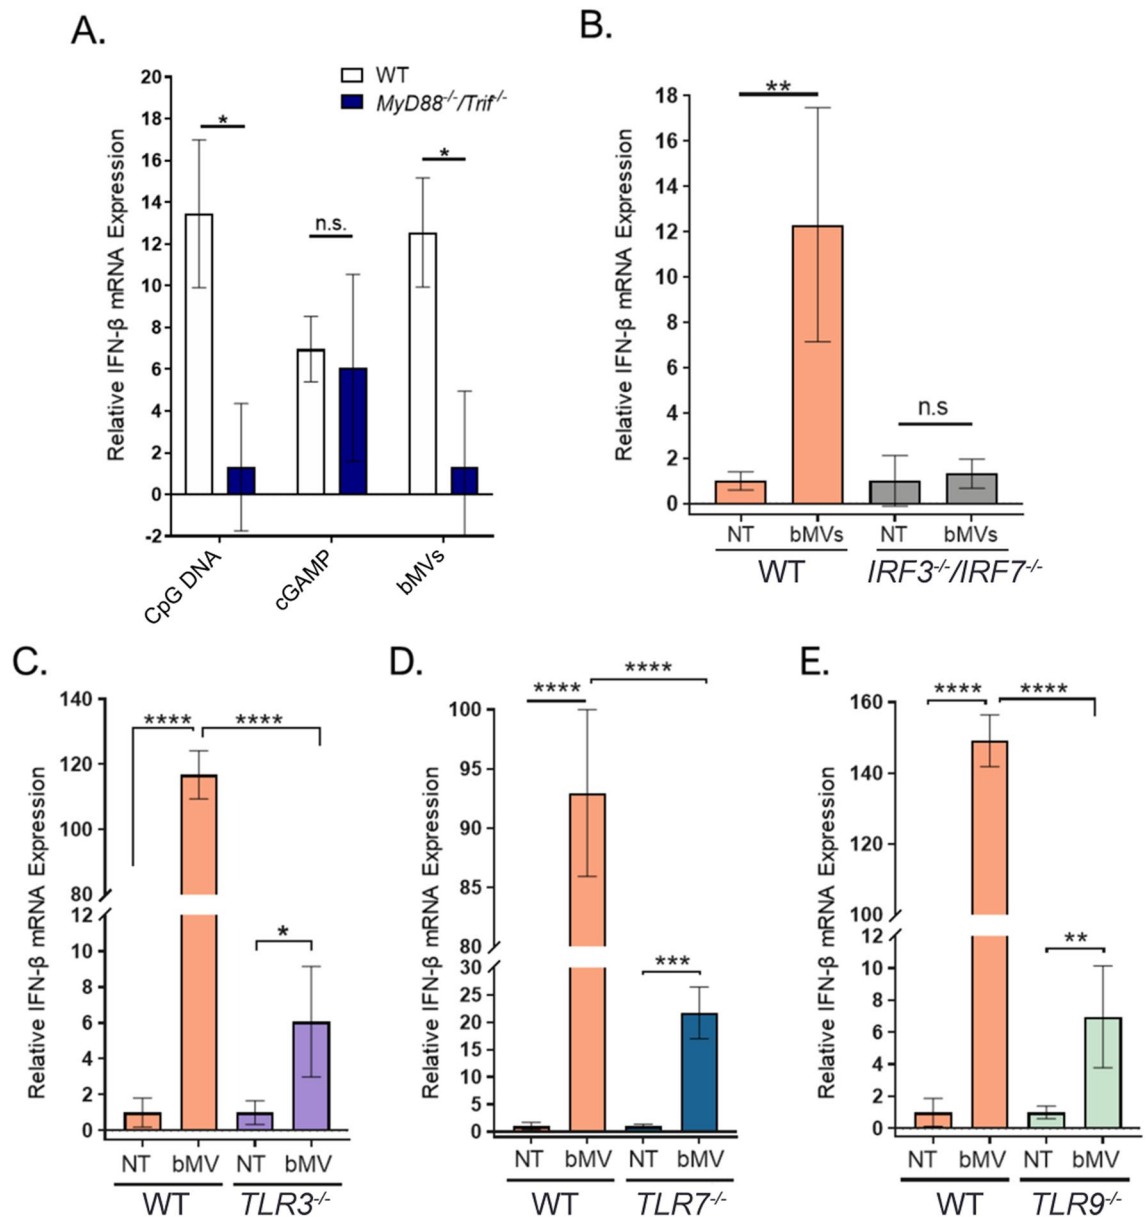 A.
Relative IFN-β mRNA Expression
20
18
16
14
12
10
8
6
4
2
0
-2
WT
MyD88-/-/Trif-/-
*
n.s.
*
CpG DNA
cGAMP
bMVs
B.
Relative IFN-β mRNA Expression
18
16
14
12
10
8
6
4
2
0
**
n.s
NT bMVs NT bMVs
WT IRF3-/-/IRF7-/-
C.
Relative IFN-β mRNA Expression
140
120
100
80
12
10
8
6
4
2
0
**** ****
*
NT bMV NT bMV
WT TLR3-/-
D.
Relative IFN-β mRNA Expression
100
95
90
85
80
30
25
20
15
10
5
0
**** ****
***
NT bMV NT bMV
WT TLR7-/-
E.
Relative IFN-β mRNA Expression
160
140
120
100
12
10
8
6
4
2
0
**** ****
**
NT bMV NT bMV
WT TLR9-/-